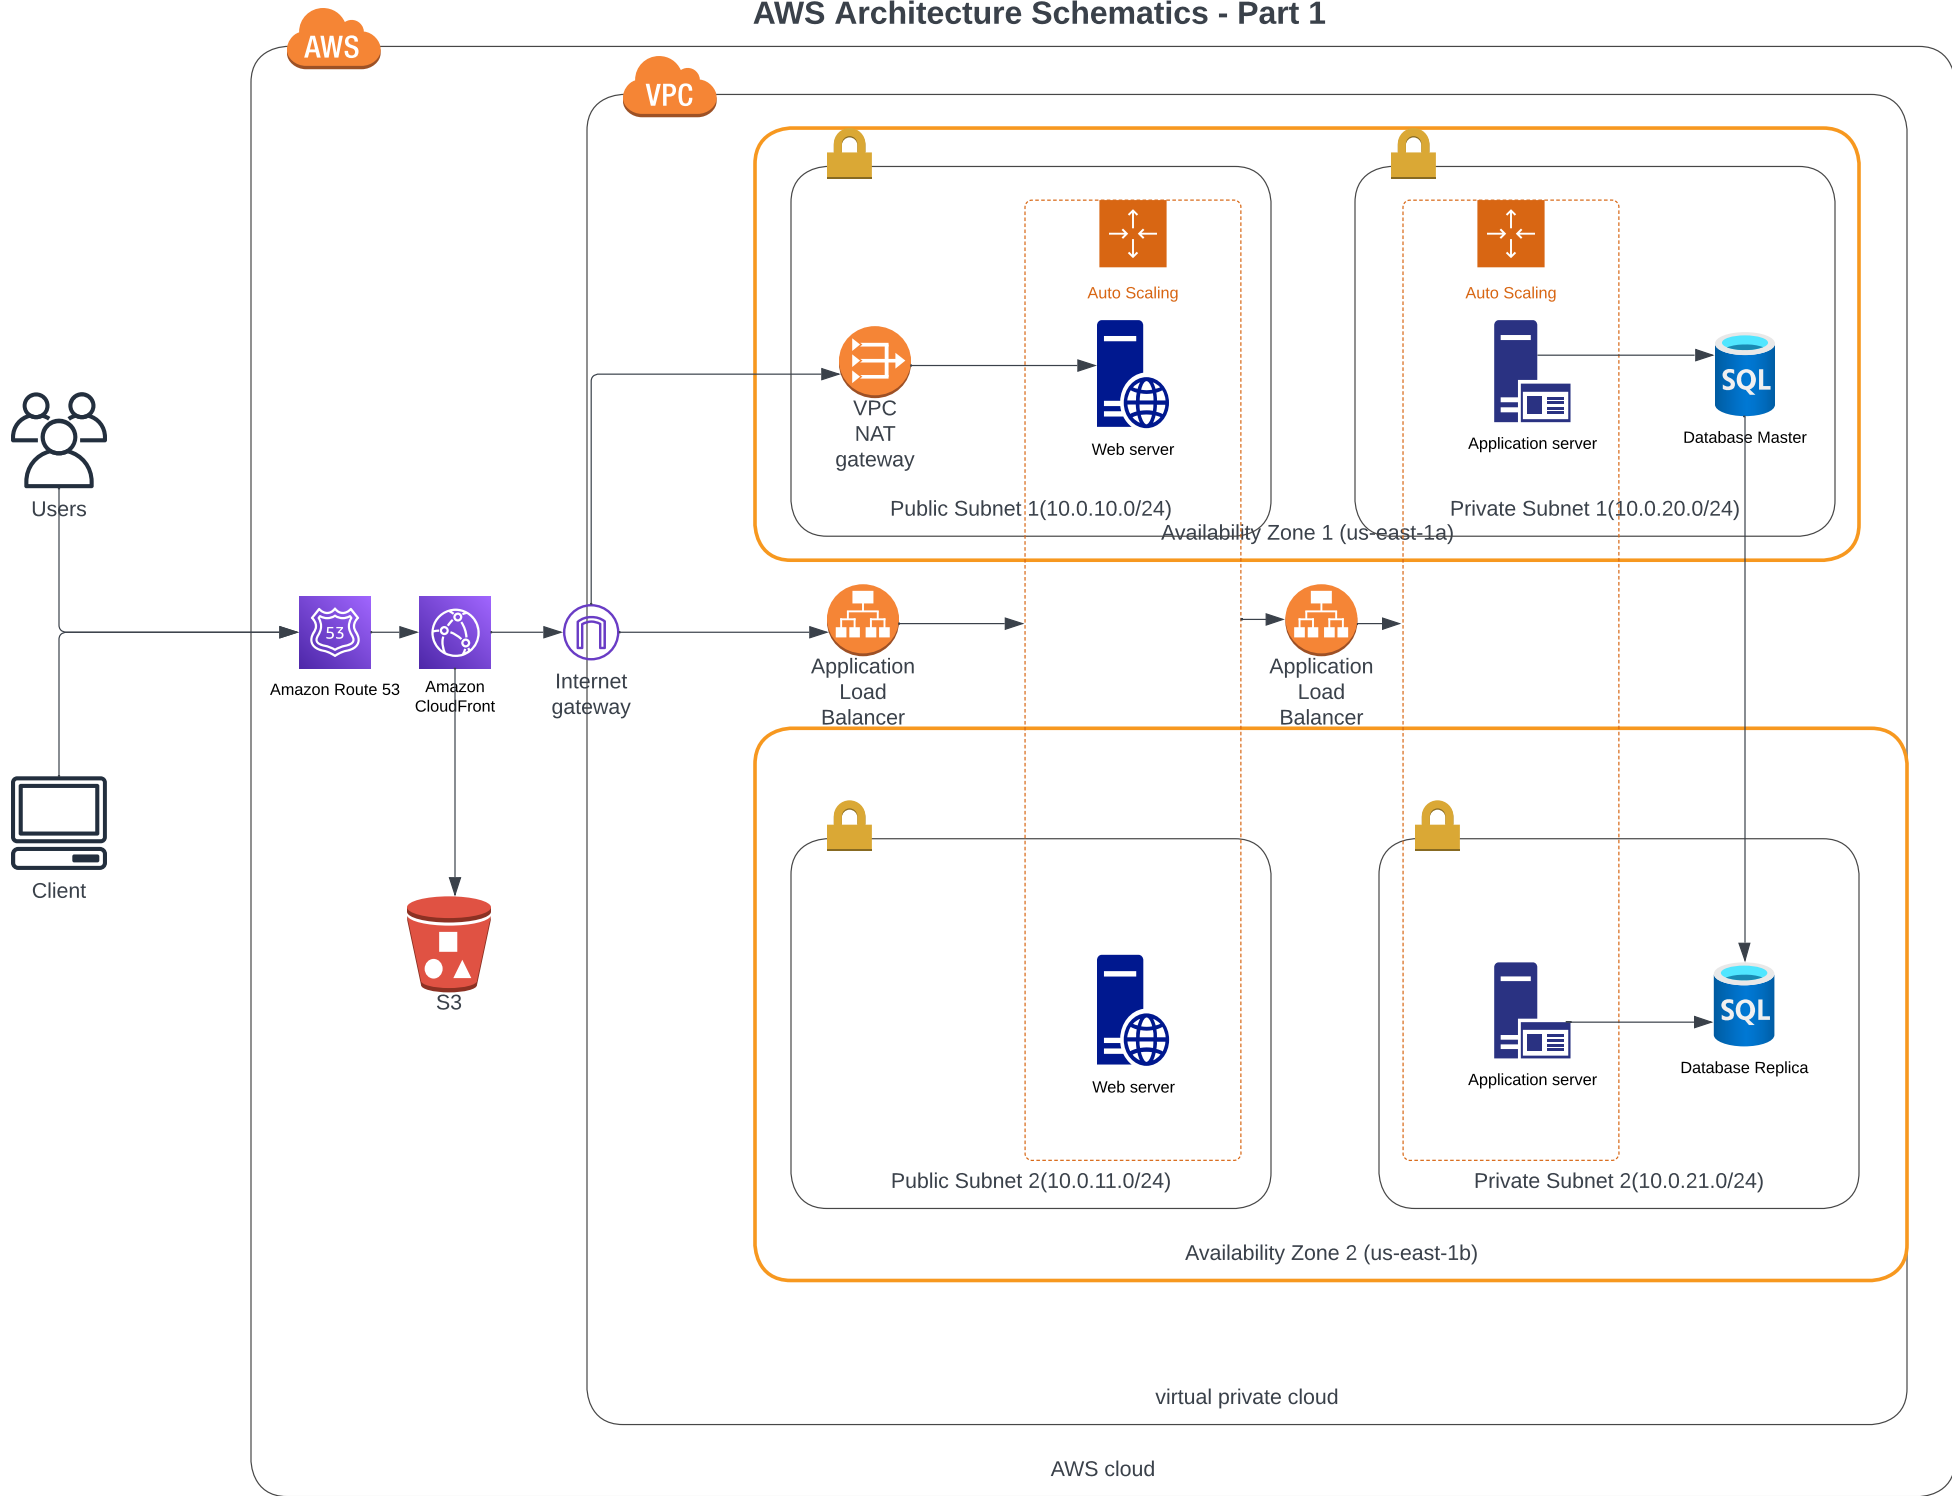 AWS Architecture Schematics - Part 1
AWS
VPC
Auto Scaling
Auto Scaling
VPC
NAT
gateway
Web server
Application server
SQL
Database Master
Public Subnet 1(10.0.10.0/24)
Private Subnet 1(10.0.20.0/24)
Availability Zone 1 (us-east-1a)
Users
53
Amazon Route 53
Amazon
CloudFront
Internet
gateway
Application
Load
Balancer
Application
Load
Balancer
Client
S3
Web server
Application server
SQL
Database Replica
Public Subnet 2(10.0.11.0/24)
Private Subnet 2(10.0.21.0/24)
Availability Zone 2 (us-east-1b)
virtual private cloud
AWS cloud